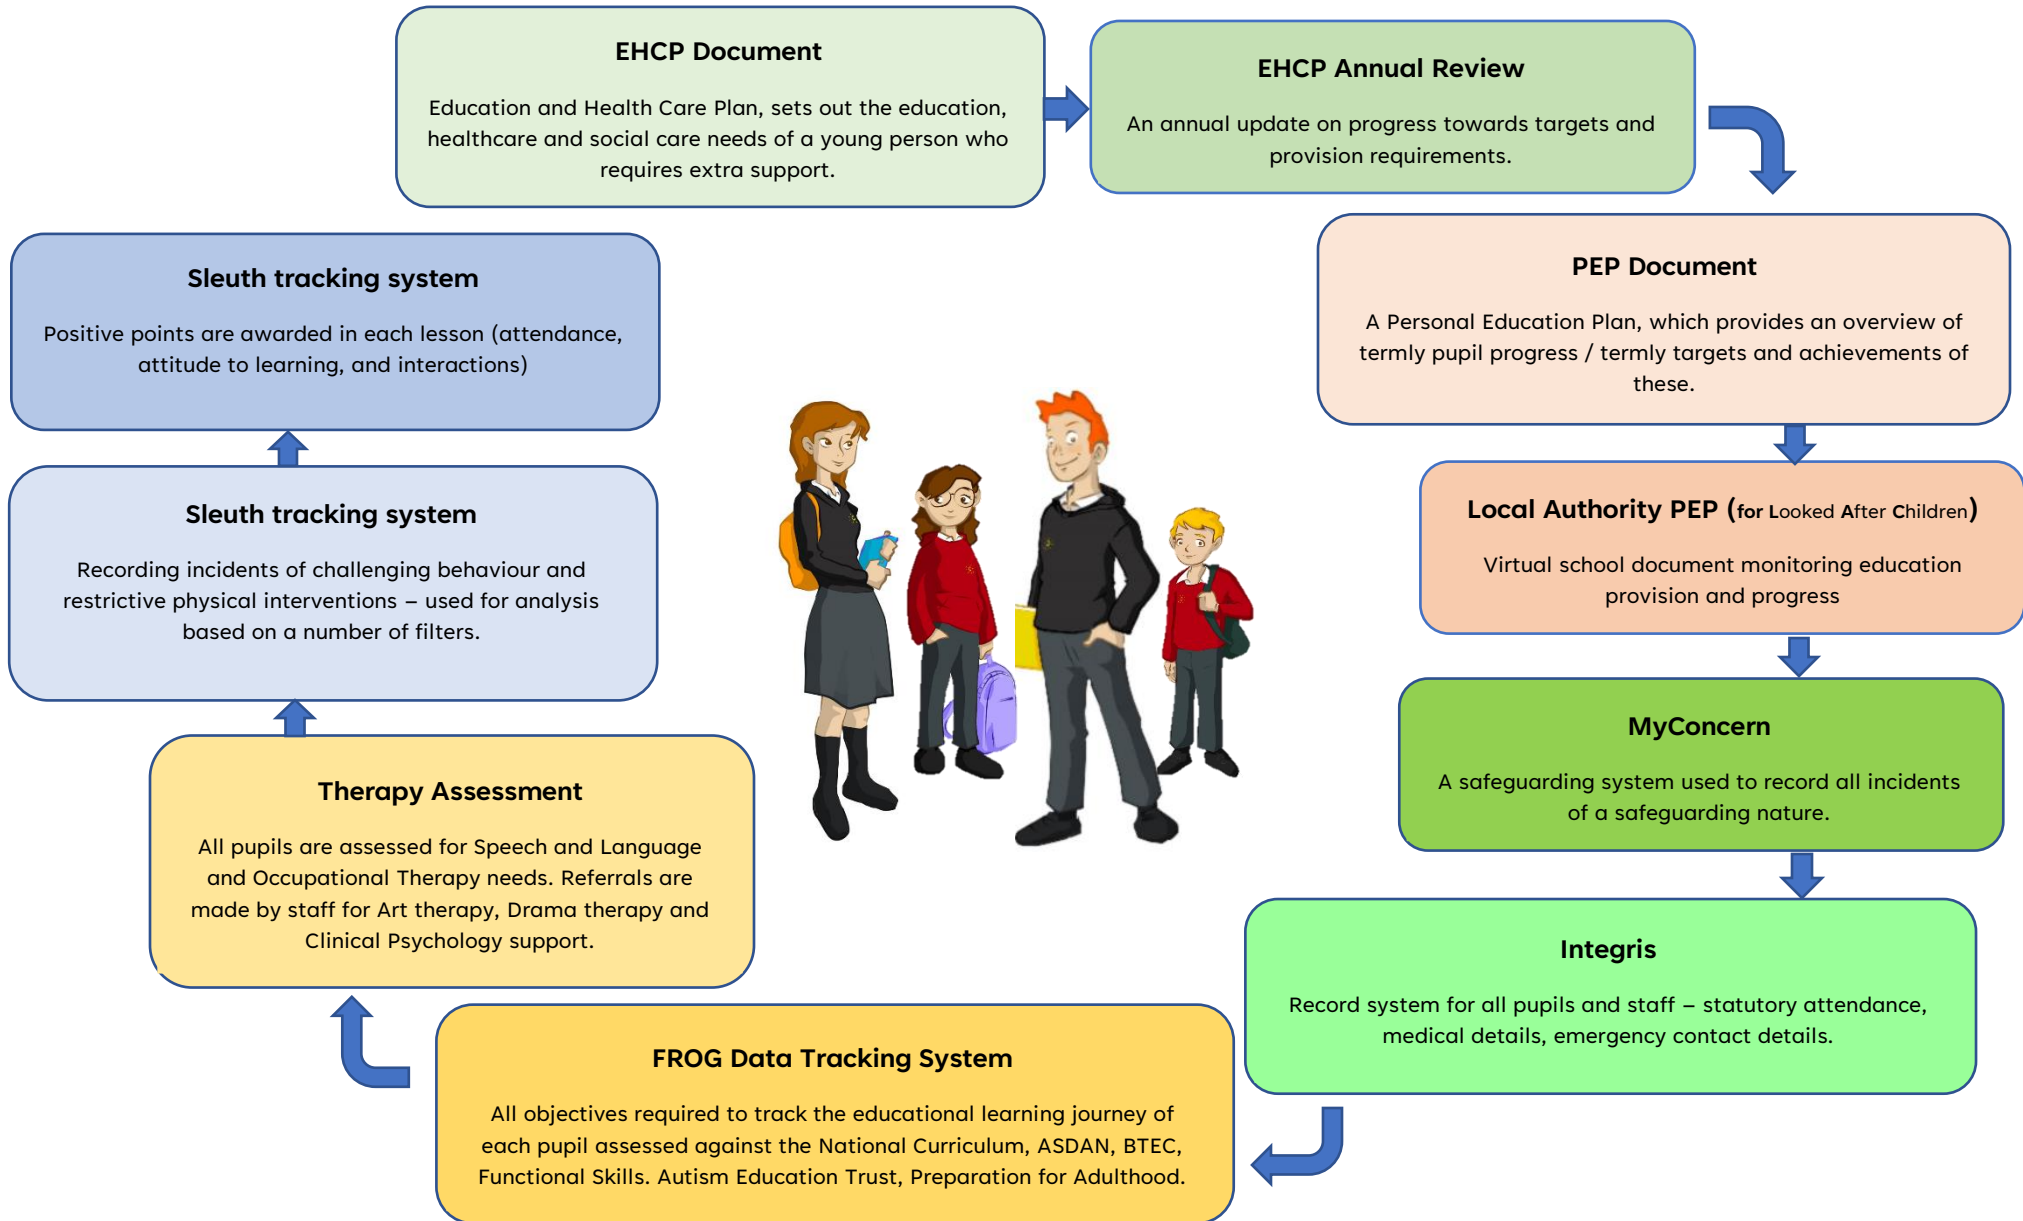 EHCP Document
Education and Health Care Plan, sets out the education,
healthcare and social care needs of a young person who
requires extra support.
EHCP Annual Review
An annual update on progress towards targets and
provision requirements.
PEP Document
A Personal Education Plan, which provides an overview of
termly pupil progress / termly targets and achievements of
these.
Local Authority PEP (for Looked After Children)
Virtual school document monitoring education
provision and progress
MyConcern
A safeguarding system used to record all incidents
of a safeguarding nature.
Integris
Record system for all pupils and staff – statutory attendance,
medical details, emergency contact details.
FROG Data Tracking System
All objectives required to track the educational learning journey of
each pupil assessed against the National Curriculum, ASDAN, BTEC,
Functional Skills. Autism Education Trust, Preparation for Adulthood.
Therapy Assessment
All pupils are assessed for Speech and Language
and Occupational Therapy needs. Referrals are
made by staff for Art therapy, Drama therapy and
Clinical Psychology support.
Sleuth tracking system
Recording incidents of challenging behaviour and
restrictive physical interventions – used for analysis
based on a number of filters.
Sleuth tracking system
Positive points are awarded in each lesson (attendance,
attitude to learning, and interactions)